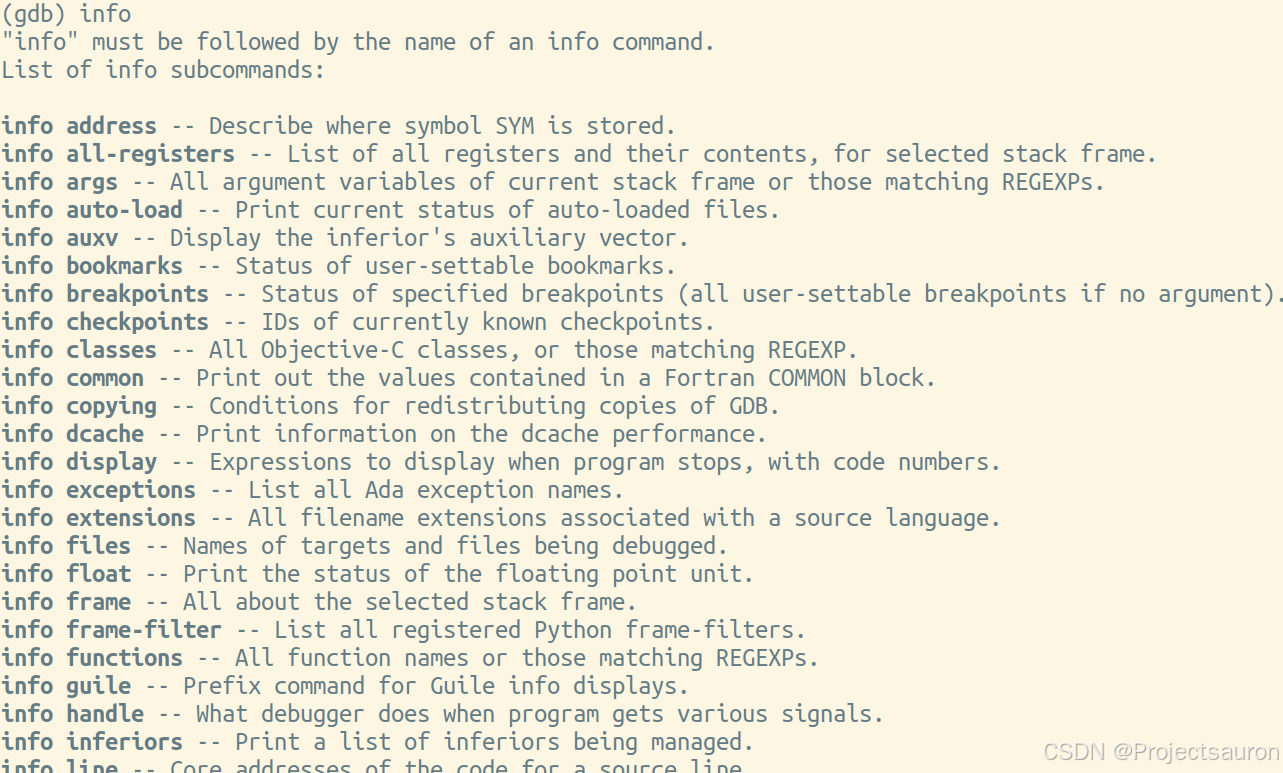 (gdb) info
"info" must be followed by the name of an info command.
List of info subcommands:
info address -- Describe where symbol SYM is stored.
info all-registers -- List of all registers and their contents, for selected stack frame.
info args -- All argument variables of current stack frame or those matching REGEXPs.
info auto-load -- Print current status of auto-loaded files.
info auxv -- Display the inferior's auxiliary vector.
info bookmarks -- Status of user-settable bookmarks.
info breakpoints -- Status of specified breakpoints (all user-settable breakpoints if no argument).
info checkpoints -- IDs of currently known checkpoints.
info classes -- All Objective-C classes, or those matching REGEXP.
info common -- Print out the values contained in a Fortran COMMON block.
info copying -- Conditions for redistributing copies of GDB.
info dcache -- Print information on the dcache performance.
info display -- Expressions to display when program stops, with code numbers.
info exceptions -- List all Ada exception names.
info extensions -- All filename extensions associated with a source language.
info files -- Names of targets and files being debugged.
info float -- Print the status of the floating point unit.
info frame -- All about the selected stack frame.
info frame-filter -- List all registered Python frame-filters.
info functions -- All function names or those matching REGEXPs.
info guile -- Prefix command for Guile info displays.
info handle -- What debugger does when program gets various signals.
info inferiors -- Print a list of inferiors being managed.
info line -- Core addresses of the code for a source line
CSDN @Projectsauron